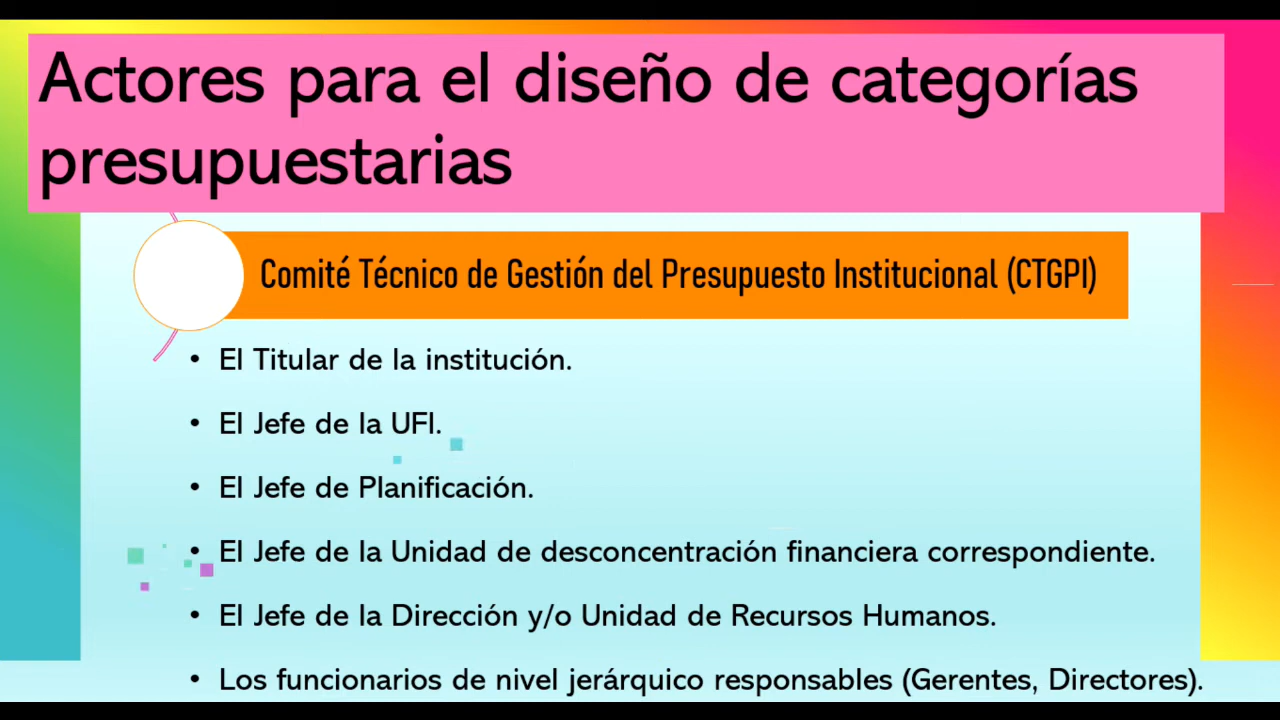 Actores para el diseño de categorías
presupuestarias
Comité Técnico de Gestión del Presupuesto Institucional (CTGPI)
• El Titular de la institución.
• El Jefe de la UFI.
• El Jefe de Planificación.
• El Jefe de la Unidad de desconcentración financiera correspondiente.
• El Jefe de la Dirección y/o Unidad de Recursos Humanos.
• Los funcionarios de nivel jerárquico responsables (Gerentes, Directores).